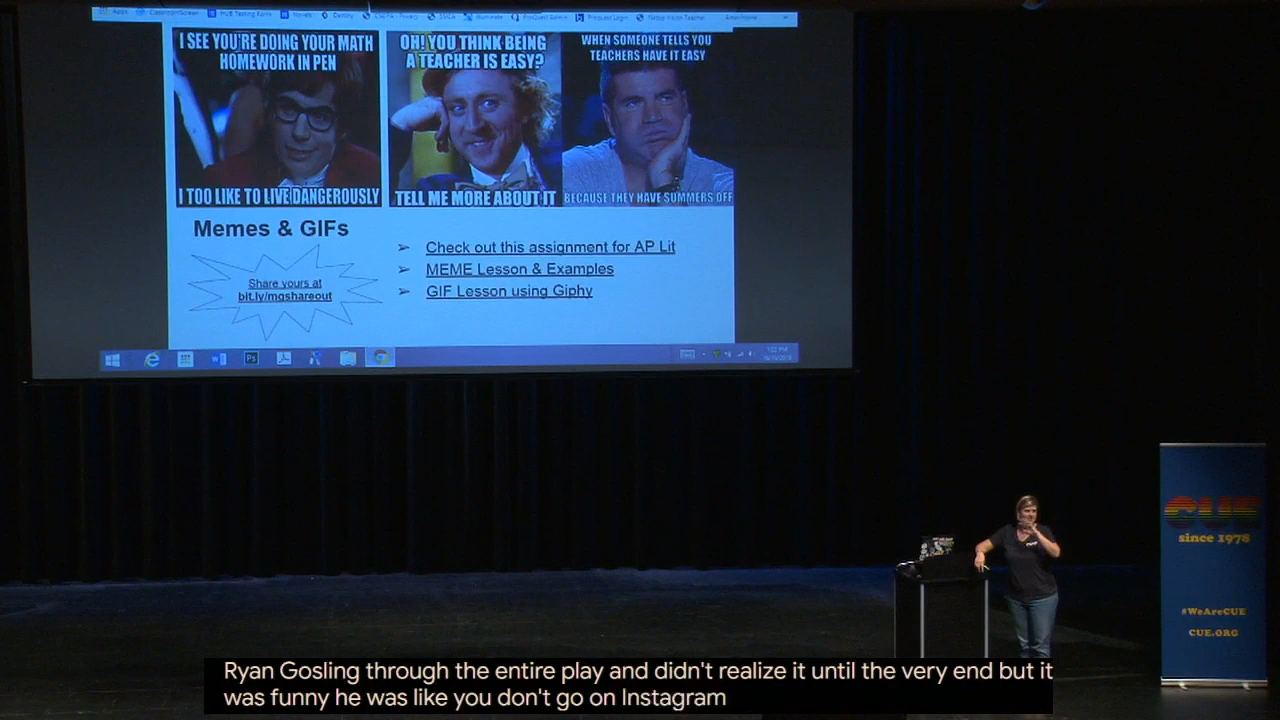 I SEE YOU'RE DOING YOUR MATH
HOMEWORK IN PEN
I TOO LIKE TO LIVE DANGEROUSLY
OH! YOU THINK BEING
A TEACHER IS EASY?
TELL ME MORE ABOUT IT
WHEN SOMEONE TELLS YOU
TEACHERS HAVE IT EASY
BECAUSE THEY HAVE SUMMERS OFF
Memes & GIFs
Share yours at
bit.ly/mgshareout
➢ Check out this assignment for AP Lit
➢ MEME Lesson & Examples
➢ GIF Lesson using Giphy
CUE
since 1978
#WeAreCUE
CUE.ORG
Ryan Gosling through the entire play and didn't realize it until the very end but it
was funny he was like you don't go on Instagram